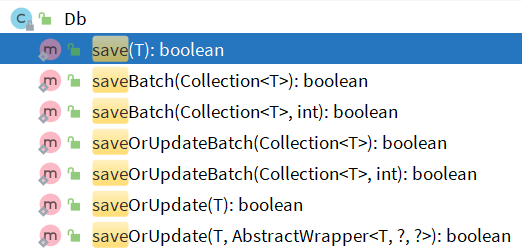 Db
save(T): boolean
saveBatch(Collection<T>): boolean
saveBatch(Collection<T>, int): boolean
saveOrUpdateBatch(Collection<T>): boolean
saveOrUpdateBatch(Collection<T>, int): boolean
saveOrUpdate(T): boolean
saveOrUpdate(T, AbstractWrapper<T, ?, ?>): boolean